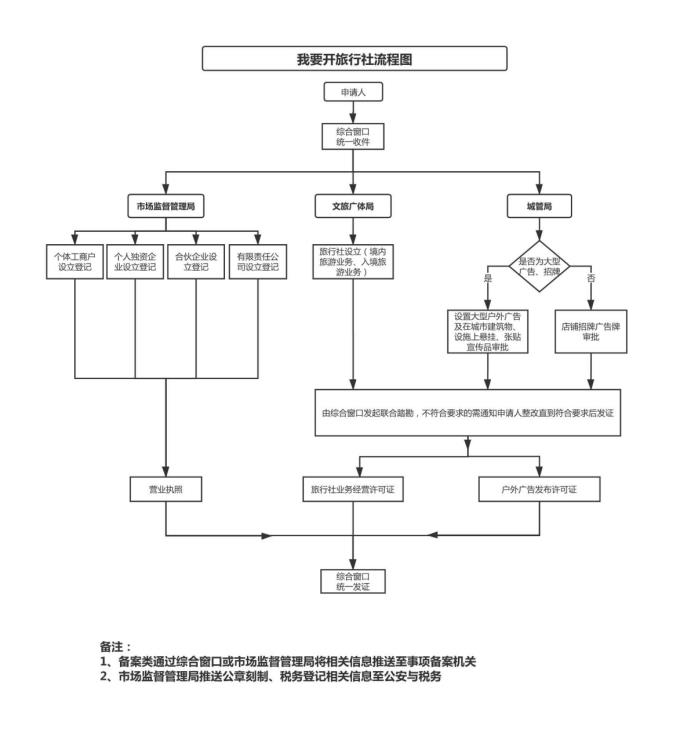 我要开旅行社流程图
申请人
综合窗口
统一收件
市场监督管理局
文旅广体局
城管局
个体工商户
设立登记
个人独资企
业设立登记
合伙企业设
立登记
有限责任公
司设立登记
旅行社设立（境内
旅游业务、入境旅
游业务）
是否为大型
广告、招牌
是
否
设置大型户外广告
及在城市建筑物、
设施上悬挂、张贴
宣传品审批
店铺招牌广告牌
审批
由综合窗口发起联合踏勘，不符合要求的需通知申请人整改直到符合要求后发证
营业执照
旅行社业务经营许可证
户外广告发布许可证
综合窗口
统一发证
备注：
1、备案类通过综合窗口或市场监督管理局将相关信息推送至事项备案机关
2、市场监督管理局推送公章刻制、税务登记相关信息至公安与税务